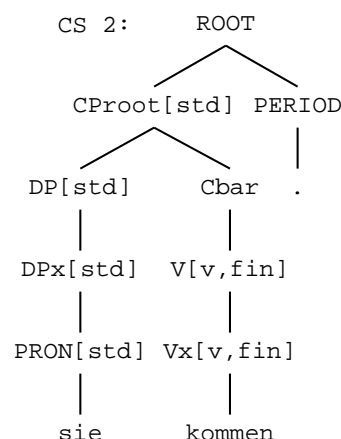 CS 2: ROOT
CProot[std] PERIOD
DP[std] Cbar .
DPx[std] V[v,fin]
PRON[std] Vx[v,fin]
sie kommen